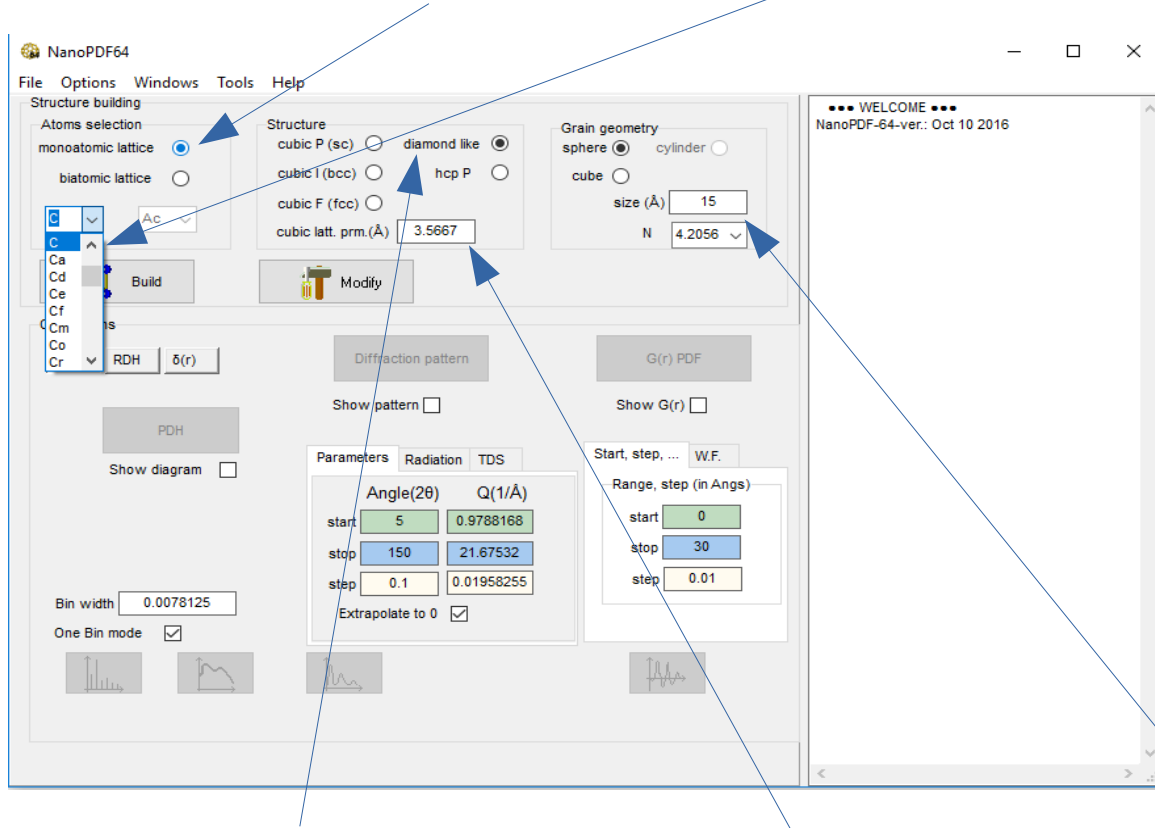 NanoPDF64
File Options Windows Tools Help
Structure building
Atoms selection
monoatomic lattice
biatomic lattice
C
Ac
C
Ca
Cd
Ce
Cf
Cm
Co
Cr
Structure
cubic P (sc)
diamond like
cubic I (bcc)
hcp P
cubic F (fcc)
cubic latt. prm.(Å) 3.5667
Grain geometry
sphere
cylinder
cube
size (Å) 15
N 4.2056
Build
Modify
RDH
δ(r)
Diffraction pattern
G(r) PDF
Show pattern
Show G(r)
PDH
Show diagram
Parameters Radiation TDS
Angle(2θ) Q(1/Å)
start 5 0.9788168
stop 150 21.67532
step 0.1 0.01958255
Extrapolate to 0
Start, step, ... W.F.
Range, step (in Angs)
start 0
stop 30
step 0.01
Bin width 0.0078125
One Bin mode
••• WELCOME •••
NanoPDF-64-ver.: Oct 10 2016